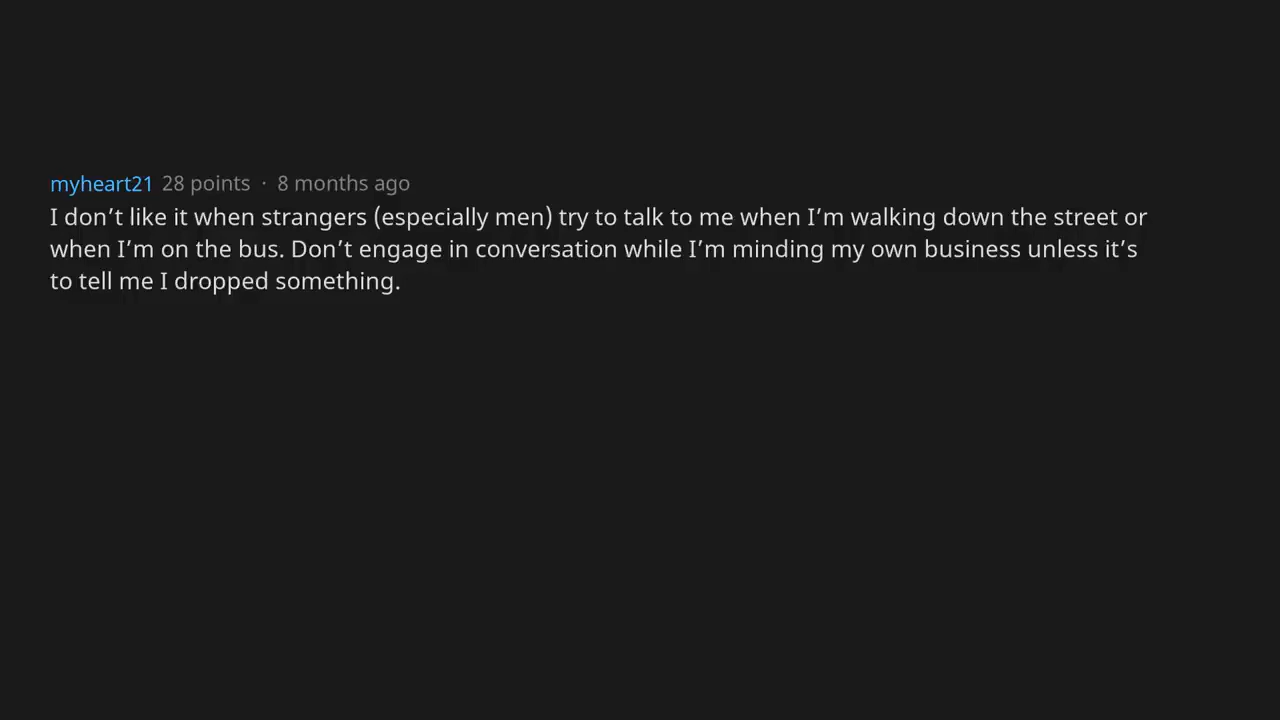 myheart21 28 points · 8 months ago
I don’t like it when strangers (especially men) try to talk to me when I’m walking down the street or
when I’m on the bus. Don’t engage in conversation while I’m minding my own business unless it’s
to tell me I dropped something.